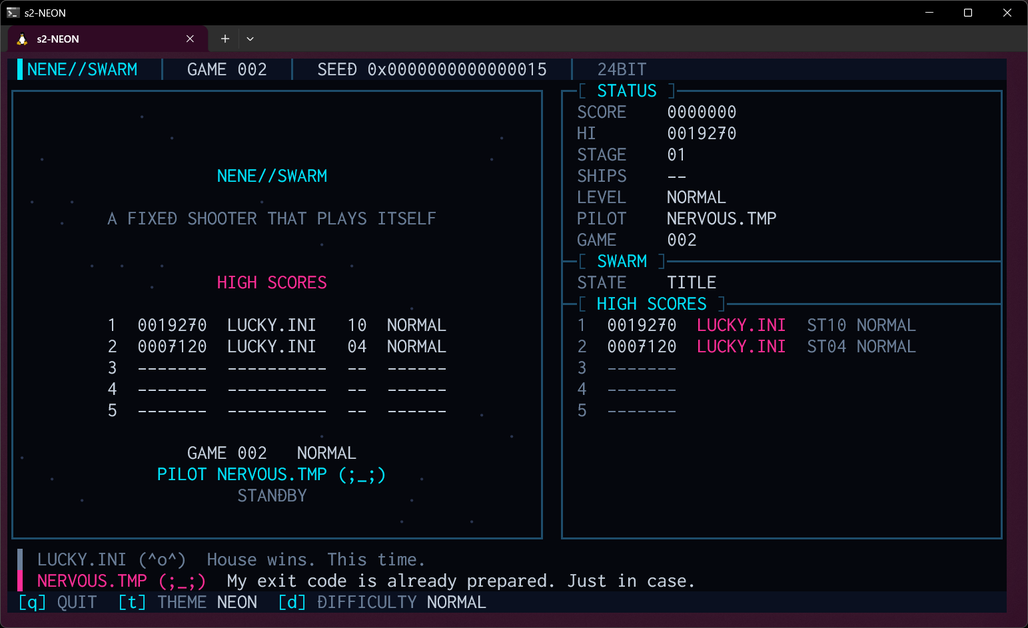 s2-NEON
s2-NEON
NENE//SWARM │ GAME 002 │ SEED 0x0000000000000015 │ 24BIT
NENE//SWARM
A FIXED SHOOTER THAT PLAYS ITSELF
HIGH SCORES
1 0019270 LUCKY.INI 10 NORMAL
2 0007120 LUCKY.INI 04 NORMAL
3 ------- ---------- -- ------
4 ------- ---------- -- ------
5 ------- ---------- -- ------
GAME 002 NORMAL
PILOT NERVOUS.TMP (;_;)
STANDBY
[ STATUS ]
SCORE 0000000
HI 0019270
STAGE 01
SHIPS --
LEVEL NORMAL
PILOT NERVOUS.TMP
GAME 002
[ SWARM ]
STATE TITLE
[ HIGH SCORES ]
1 0019270 LUCKY.INI ST10 NORMAL
2 0007120 LUCKY.INI ST04 NORMAL
3 -------
4 -------
5 -------
LUCKY.INI (^o^) House wins. This time.
NERVOUS.TMP (;_;) My exit code is already prepared. Just in case.
[q] QUIT [t] THEME NEON [d] DIFFICULTY NORMAL